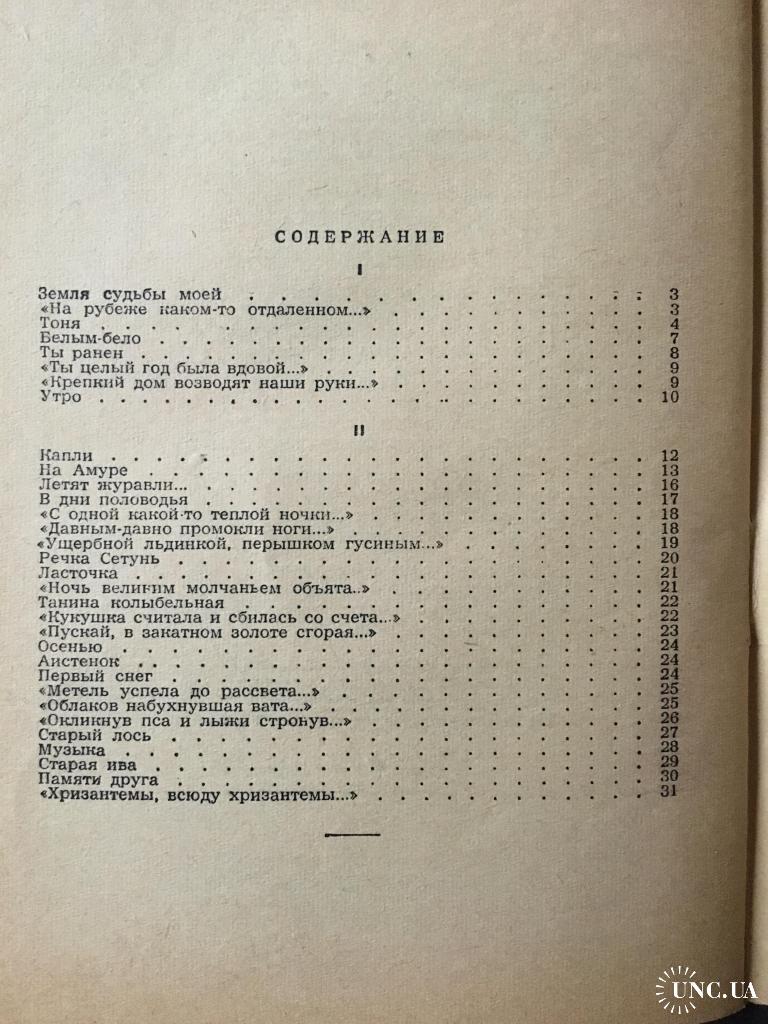 СОДЕРЖАНИЕ
I
Земля судьбы моей . . . . . . . . . . . . 3
«На рубеже каком-то отдаленном...» . . . . . . . . . 3
Тоня . . . . . . . . . . . . . . . . 4
Белым-бело . . . . . . . . . . . . . . 7
Ты ранен . . . . . . . . . . . . . . . 8
«Ты целый год была вдовой...» . . . . . . . . . . 9
«Крепкий дом возводят наши руки...» . . . . . . . . 9
Утро . . . . . . . . . . . . . . . . 10
II
Капли . . . . . . . . . . . . . . . 12
На Амуре . . . . . . . . . . . . . . 13
Летят журавли... . . . . . . . . . . . . . 16
В дни половодья . . . . . . . . . . . . . 17
«С одной какой-то теплой ночки...» . . . . . . . . 18
«Давным-давно промокли ноги...» . . . . . . . . . 18
«Ущербной льдинкой, перышком гусиным...» . . . . . . 19
Речка Сетунь . . . . . . . . . . . . . 20
Ласточка . . . . . . . . . . . . . . 21
«Ночь великим молчаньем объята..» . . . . . . . . 21
Танина колыбельная . . . . . . . . . . . 22
«Кукушка считала и сбилась со счета...» . . . . . . . 22
«Пускай, в закатном золоте сгорая...» . . . . . . . . 23
Осенью . . . . . . . . . . . . . . . 24
Аистенок . . . . . . . . . . . . . . 24
Первый снег . . . . . . . . . . . . . . 24
«Метель успела до рассвета...» . . . . . . . . . . 25
«Облаков набухнувшая вата...» . . . . . . . . . . 25
«Окликнув пса и лыжи стронув...» . . . . . . . . . 26
Старый лось . . . . . . . . . . . . . . 27
Музыка . . . . . . . . . . . . . . . 28
Старая ива . . . . . . . . . . . . . . 29
Памяти друга . . . . . . . . . . . . . 30
«Хризантемы, всюду хризантемы...» . . . . . . . . 31
UNC.UA